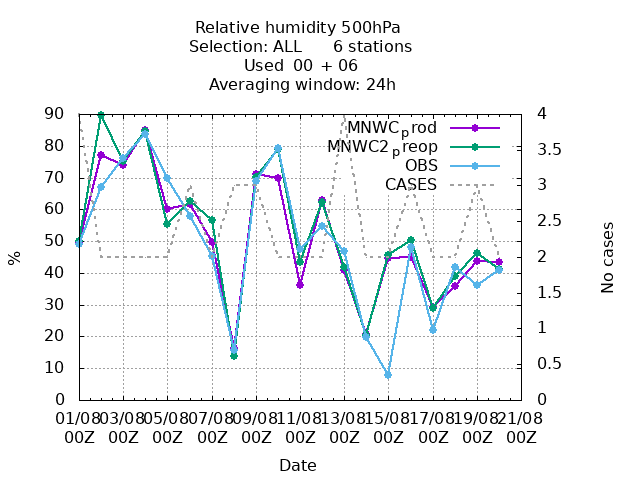 Relative humidity 500hPa
Selection: ALL 6 stations
Used 00 + 06
Averaging window: 24h
MNWC_prod
MNWC2_preop
OBS
CASES
90
80
70
60
50
40
30
20
10
0
%
4
3.5
3
2.5
2
1.5
1
0.5
0
No cases
01/08 03/08 05/08 07/08 09/08 11/08 13/08 15/08 17/08 19/08 21/08
00Z 00Z 00Z 00Z 00Z 00Z 00Z 00Z 00Z 00Z 00Z
Date